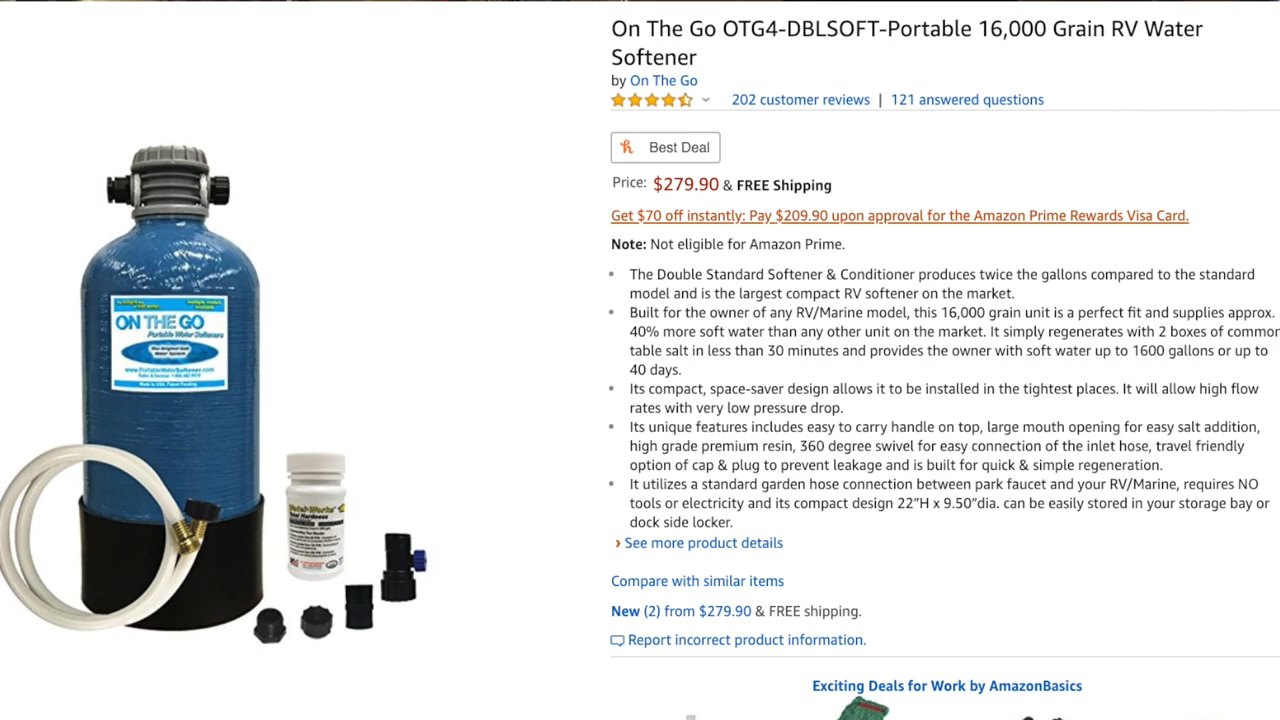 On The Go OTG4-DBLSOFT-Portable 16,000 Grain RV Water
Softener
by On The Go
202 customer reviews | 121 answered questions
Best Deal
Price: $279.90 & FREE Shipping
Get $70 off instantly: Pay $209.90 upon approval for the Amazon Prime Rewards Visa Card.
Note: Not eligible for Amazon Prime.
The Double Standard Softener & Conditioner produces twice the gallons compared to the standard
model and is the largest compact RV softener on the market.
Built for the owner of any RV/Marine model, this 16,000 grain unit is a perfect fit and supplies approx.
40% more soft water than any other unit on the market. It simply regenerates with 2 boxes of common
table salt in less than 30 minutes and provides the owner with soft water up to 1600 gallons or up to
40 days.
Its compact, space-saver design allows it to be installed in the tightest places. It will allow high flow
rates with very low pressure drop.
Its unique features includes easy to carry handle on top, large mouth opening for easy salt addition,
high grade premium resin, 360 degree swivel for easy connection of the inlet hose, travel friendly
option of cap & plug to prevent leakage and is built for quick & simple regeneration.
It utilizes a standard garden hose connection between park faucet and your RV/Marine, requires NO
tools or electricity and its compact design 22"H x 9.50"dia. can be easily stored in your storage bay or
dock side locker.
› See more product details
Compare with similar items
New (2) from $279.90 & FREE shipping.
Report incorrect product information.
Exciting Deals for Work by AmazonBasics
ON THE GO
Portable Water Softeners
www.PortableWaterSoftener.com